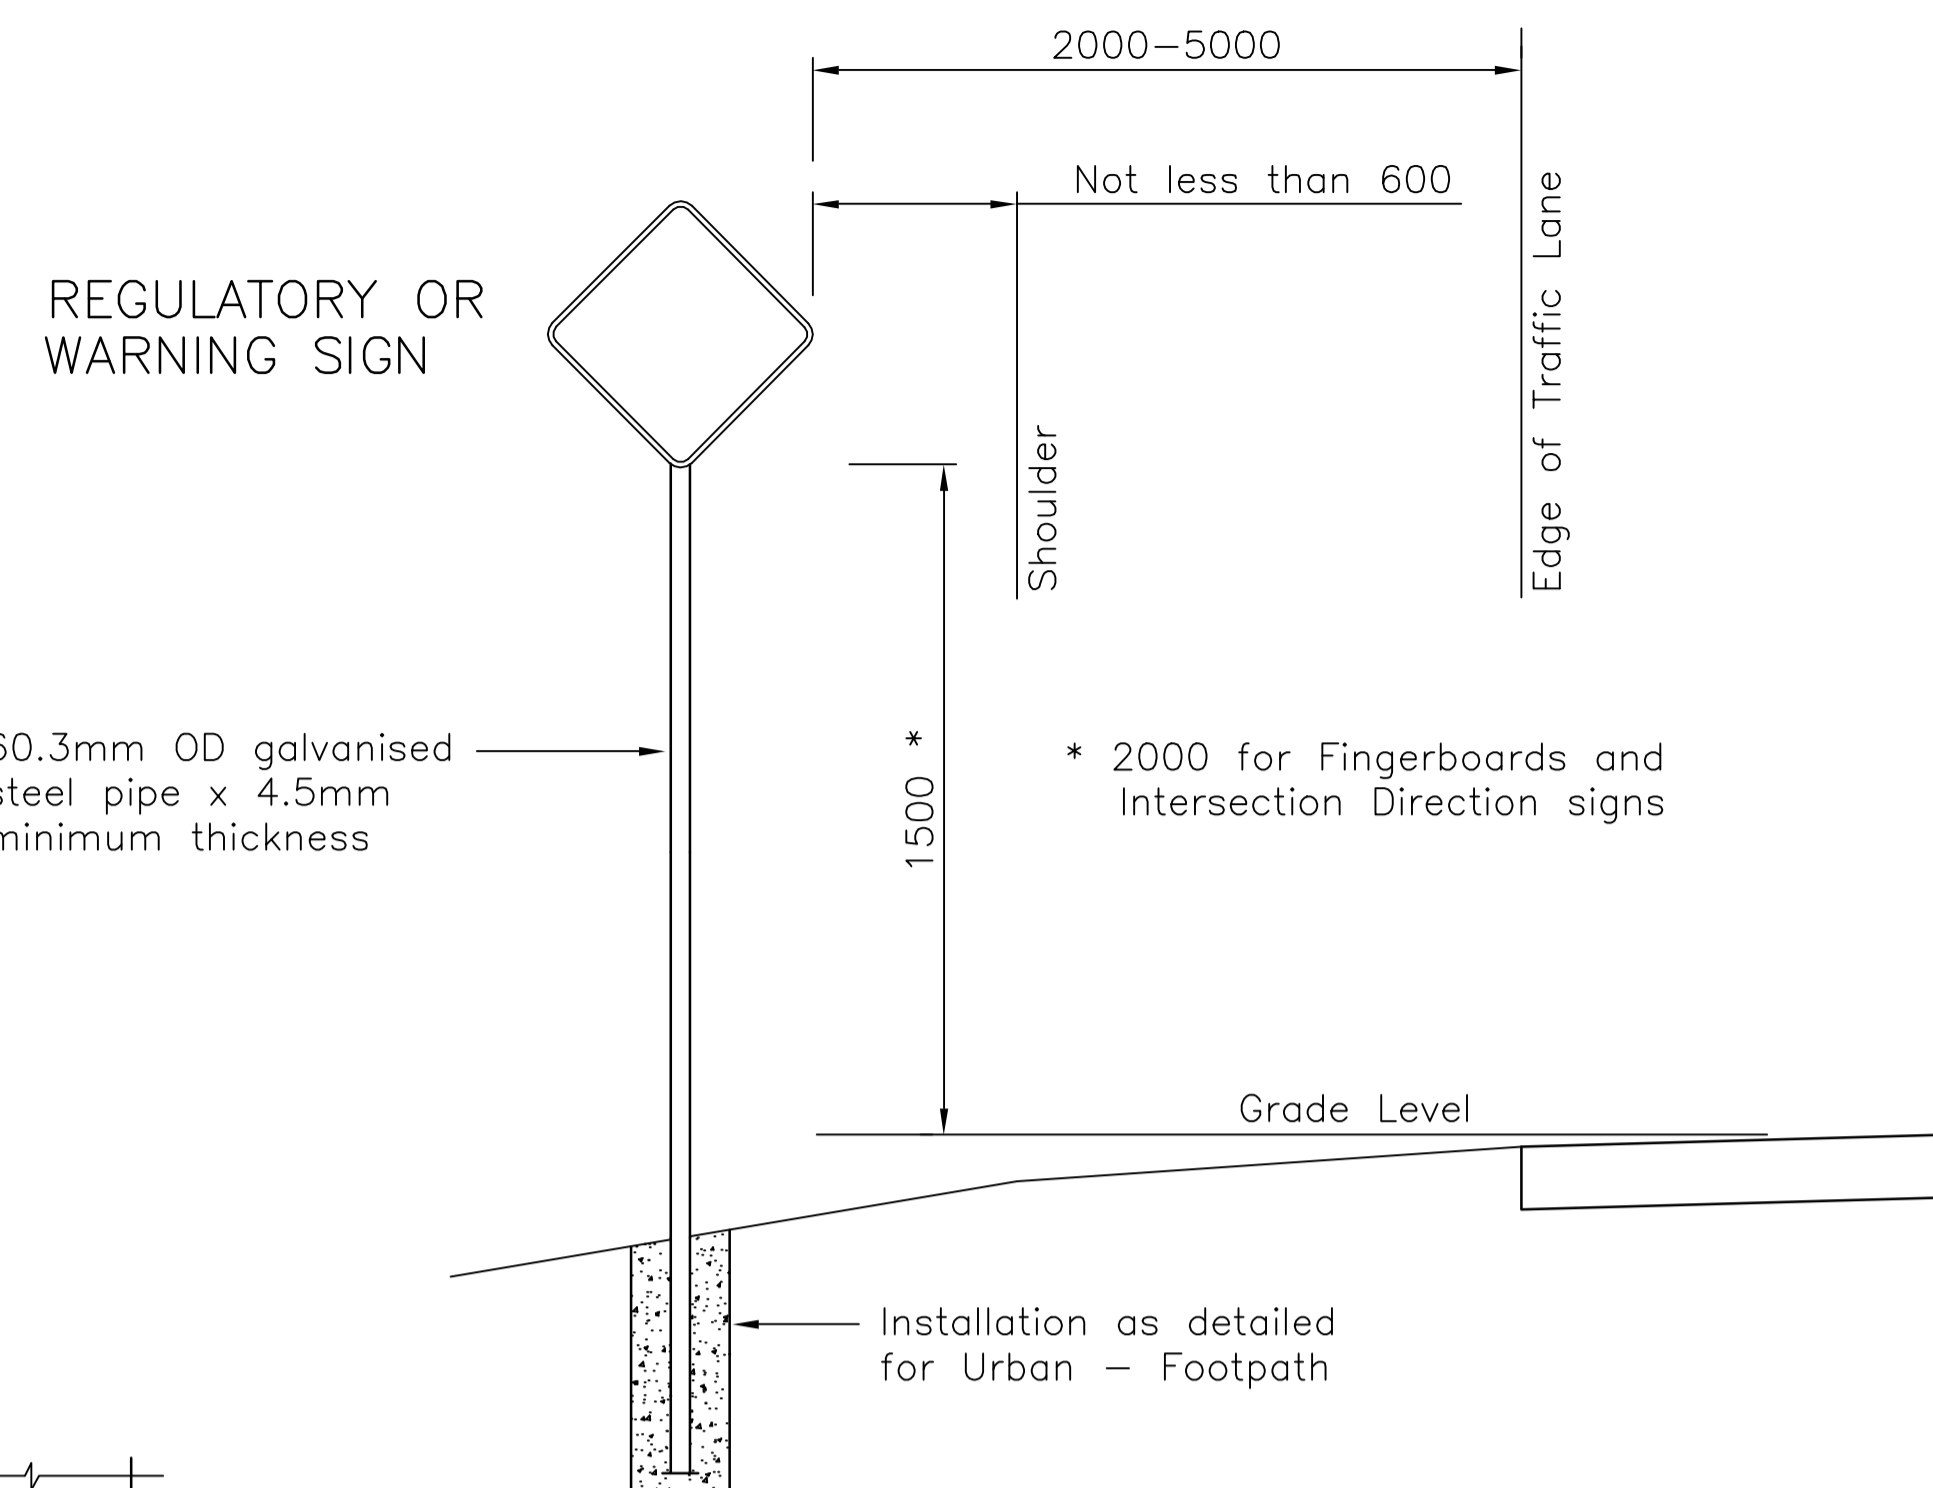 2000-5000
Not less than 600
REGULATORY OR
WARNING SIGN
Shoulder
Edge of Traffic Lane
60.3mm OD galvanised
steel pipe x 4.5mm
minimum thickness
1500 *
* 2000 for Fingerboards and
Intersection Direction signs
Grade Level
Installation as detailed
for Urban - Footpath